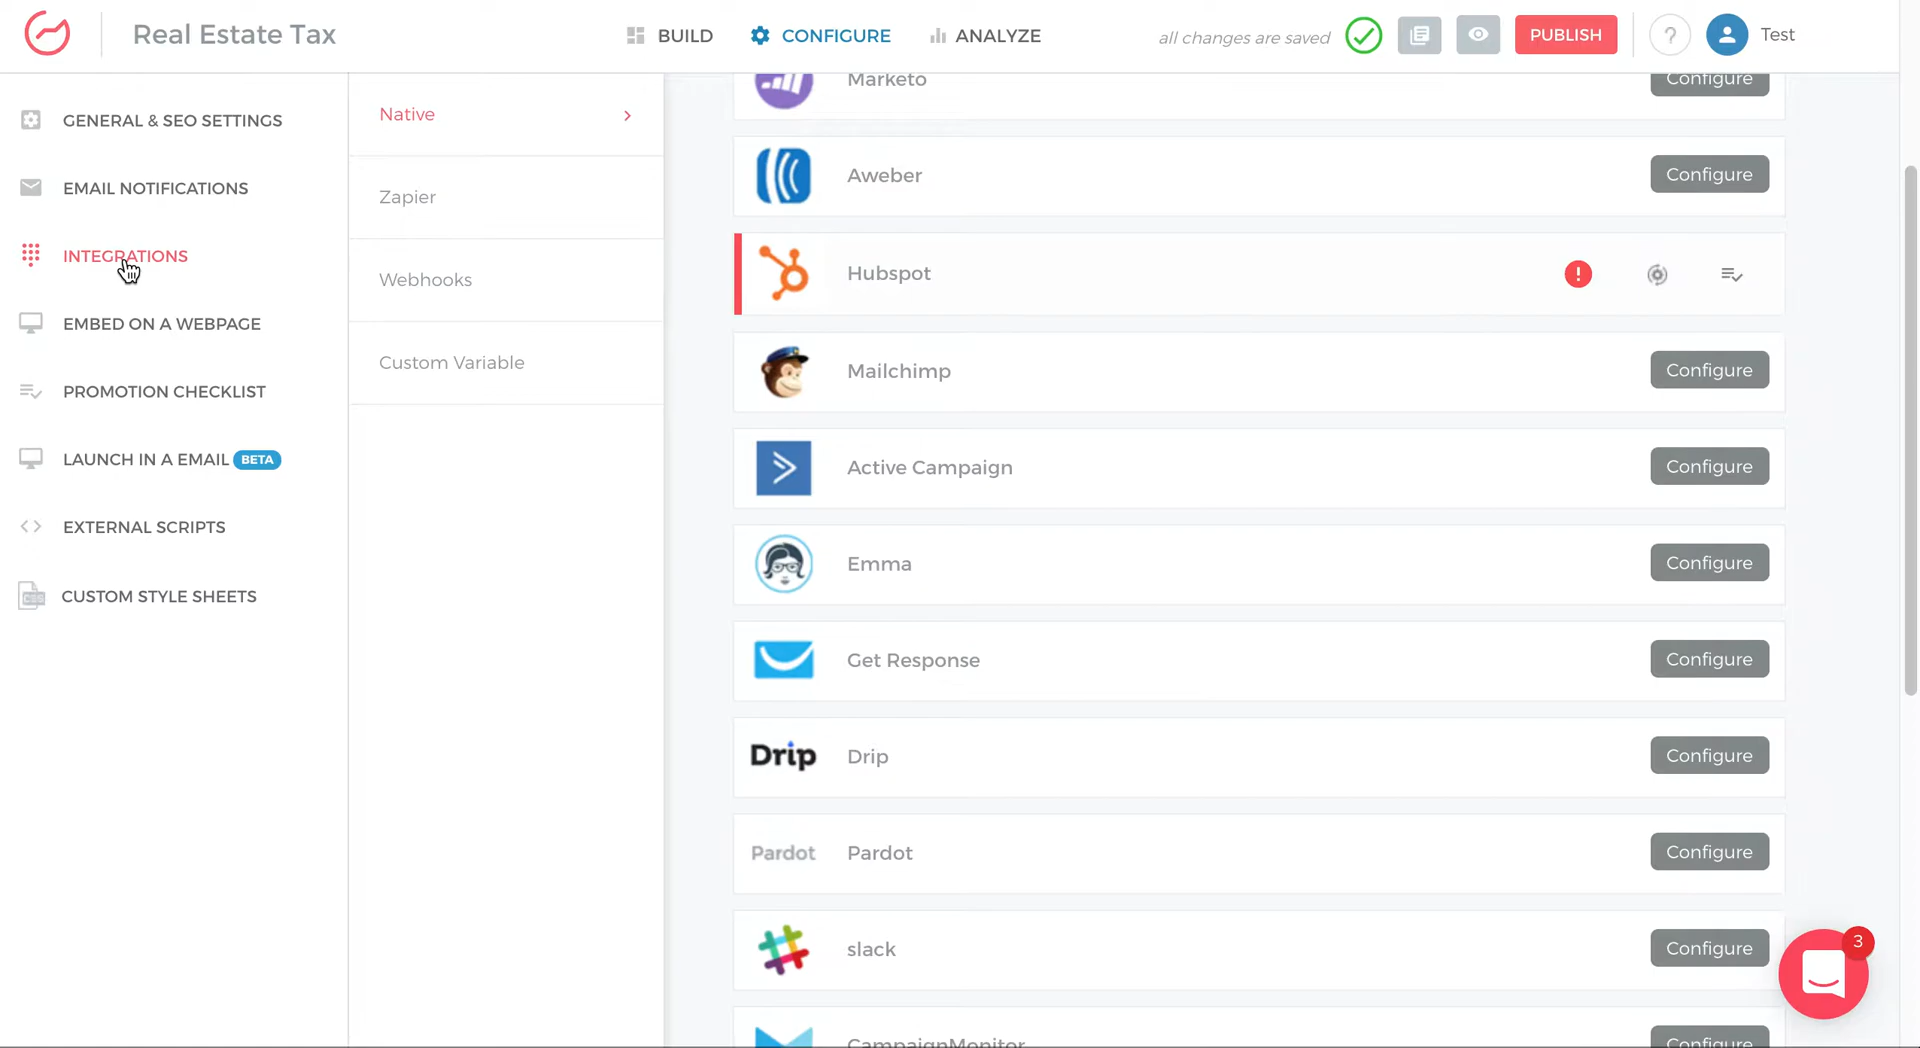 Real Estate Tax
BUILD
CONFIGURE
ANALYZE
all changes are saved
PUBLISH
?
Test
GENERAL & SEO SETTINGS
EMAIL NOTIFICATIONS
INTEGRATIONS
EMBED ON A WEBPAGE
PROMOTION CHECKLIST
LAUNCH IN A EMAIL BETA
EXTERNAL SCRIPTS
CUSTOM STYLE SHEETS
Native
Zapier
Webhooks
Custom Variable
Marketo Configure
Aweber Configure
Hubspot !
Mailchimp Configure
Active Campaign Configure
Emma Configure
Get Response Configure
Drip Drip Configure
Pardot Pardot Configure
slack Configure
CampaignMonitor Configure
3